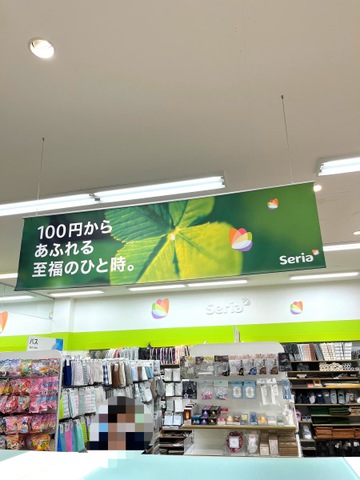 100円から
あふれる
至福のひと時。
Seria
Seria
バス